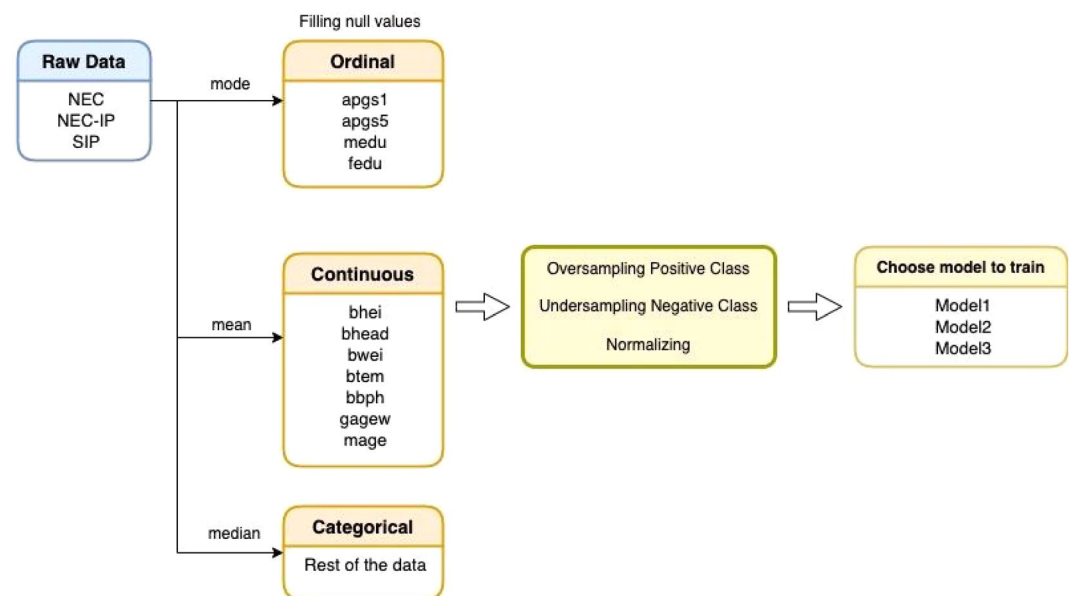 Filling null values
Raw Data
NEC
NEC-IP
SIP
mode
Ordinal
apgs1
apgs5
medu
fedu
mean
Continuous
bhei
bhead
bwei
btem
bbph
gagew
mage
median
Categorical
Rest of the data
Oversampling Positive Class
Undersampling Negative Class
Normalizing
Choose model to train
Model1
Model2
Model3